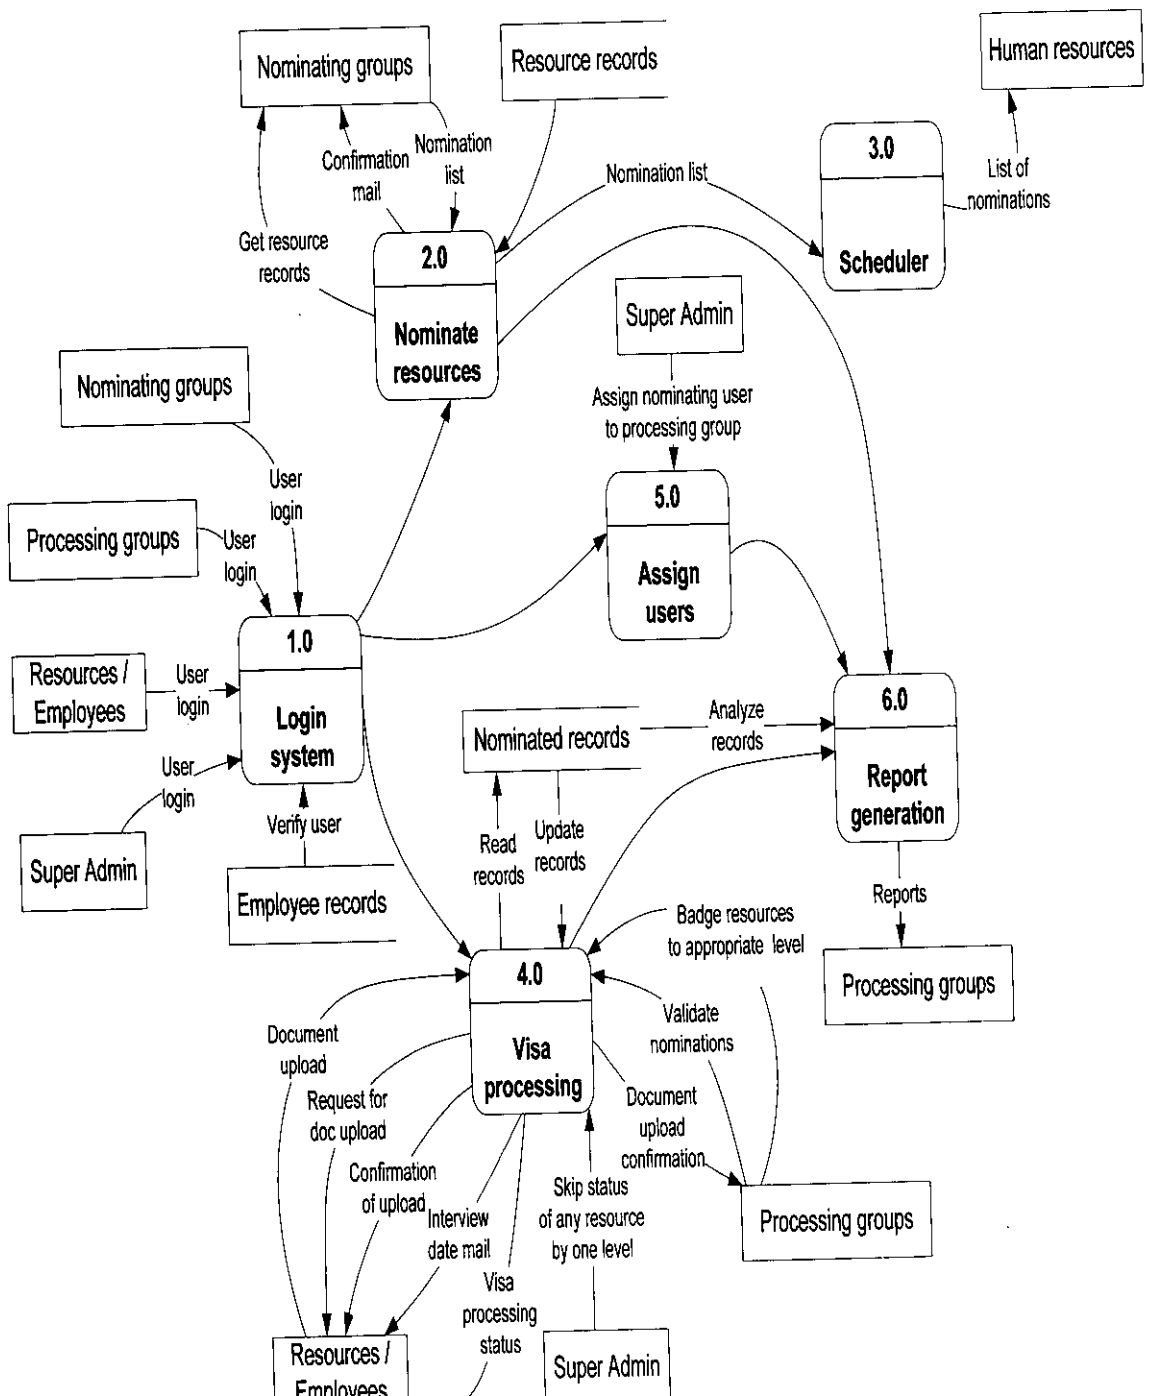 Nominating groups
Resource records
Human resources
Confirmation
mail
Nomination
list
Nomination list
3.0
Scheduler
List of
nominations
Get resource
records
2.0
Nominate
resources
Super Admin
Assign nominating user
to processing group
Nominating groups
User
login
Processing groups
User
login
5.0
Assign
users
1.0
Login
system
Resources /
Employees
User
login
User
login
Super Admin
Verify user
Employee records
Nominated records
Analyze
records
6.0
Report
generation
Read
records
Update
records
Reports
Processing groups
Badge resources
to appropriate level
4.0
Visa
processing
Validate
nominations
Document
upload
Request for
doc upload
Confirmation
of upload
Interview
date mail
Visa
processing
status
Document
upload
confirmation
Skip status
of any resource
by one level
Processing groups
Resources /
Employees
Super Admin